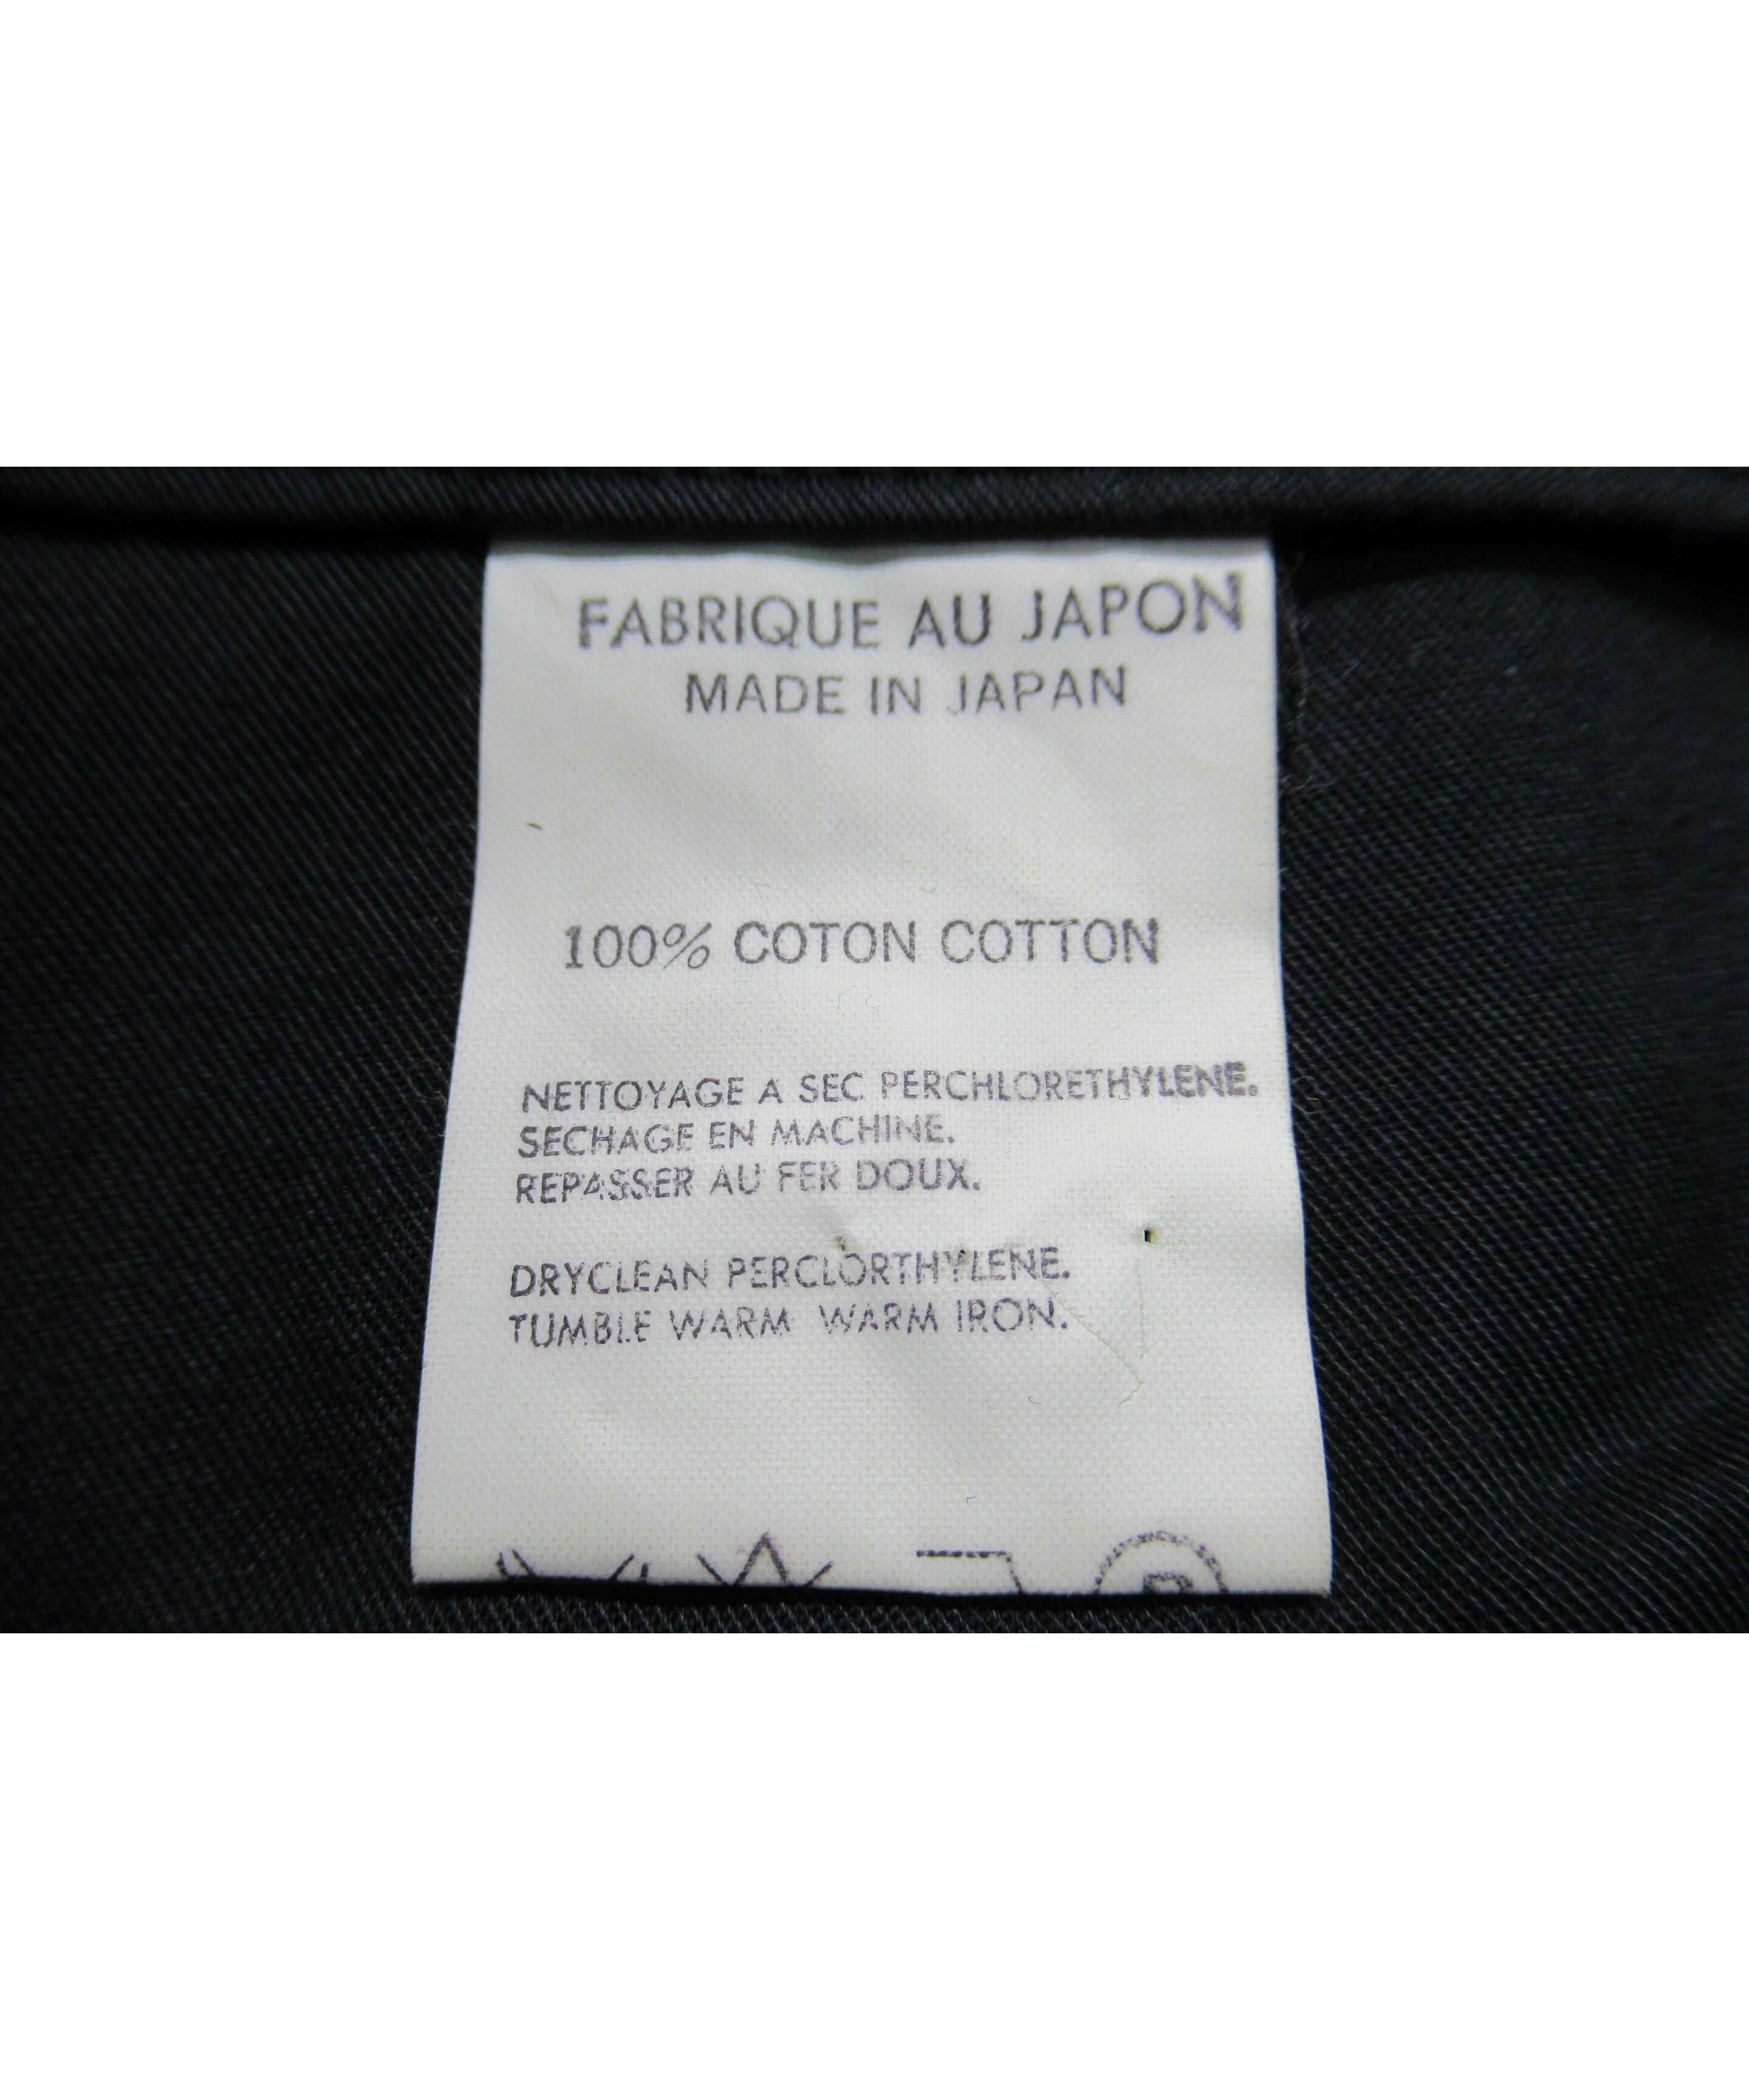 FABRIQUE AU JAPON
MADE IN JAPAN
100% COTON COTTON
NETTOYAGE A SEC PERCHLORETHYLENE.
SECHAGE EN MACHINE.
REPASSER AU FER DOUX.
DRYCLEAN PERCLORTHYLENE.
TUMBLE WARM WARM IRON.